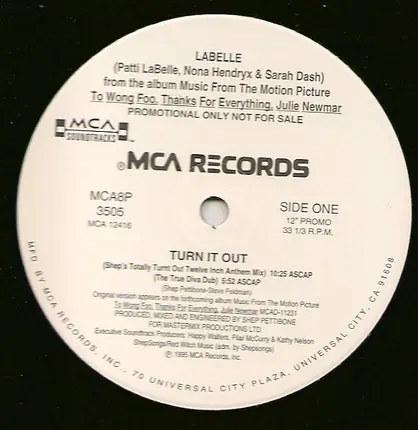 LABELLE
(Patti LaBelle, Nona Hendryx & Sarah Dash)
from the album Music From The Motion Picture
To Wong Foo, Thanks For Everything, Julie Newmar
PROMOTIONAL ONLY NOT FOR SALE
MCA
SOUNDTRACKS
TM
℗MCA RECORDS
MCA8P
3505
MCA 12416
SIDE ONE
12" PROMO
33 1/3 R.P.M.
TURN IT OUT
(Shep's Totally Turnt Out Twelve Inch Anthem Mix) 10:25 ASCAP
(The True Diva Dub) 5:52 ASCAP
(Shep Pettibone-Steve Feldman)
Original version appears on the forthcoming album Music From The Motion Picture
To Wong Foo, Thanks For Everything, Julie Newmar MCAD-11231
PRODUCED, MIXED AND ENGINEERED BY SHEP PETTIBONE
FOR MASTERMIX PRODUCTIONS LTD.
Executive Soundtrack Producers: Happy Walters, Pilar McCurry & Kathy Nelson
ShepSongs/Red Witch Music (adm. by Shepsongs)
℗ 1995 MCA Records, Inc.
MFD. BY MCA RECORDS, INC., 70 UNIVERSAL CITY PLAZA, UNIVERSAL CITY, CA 91608